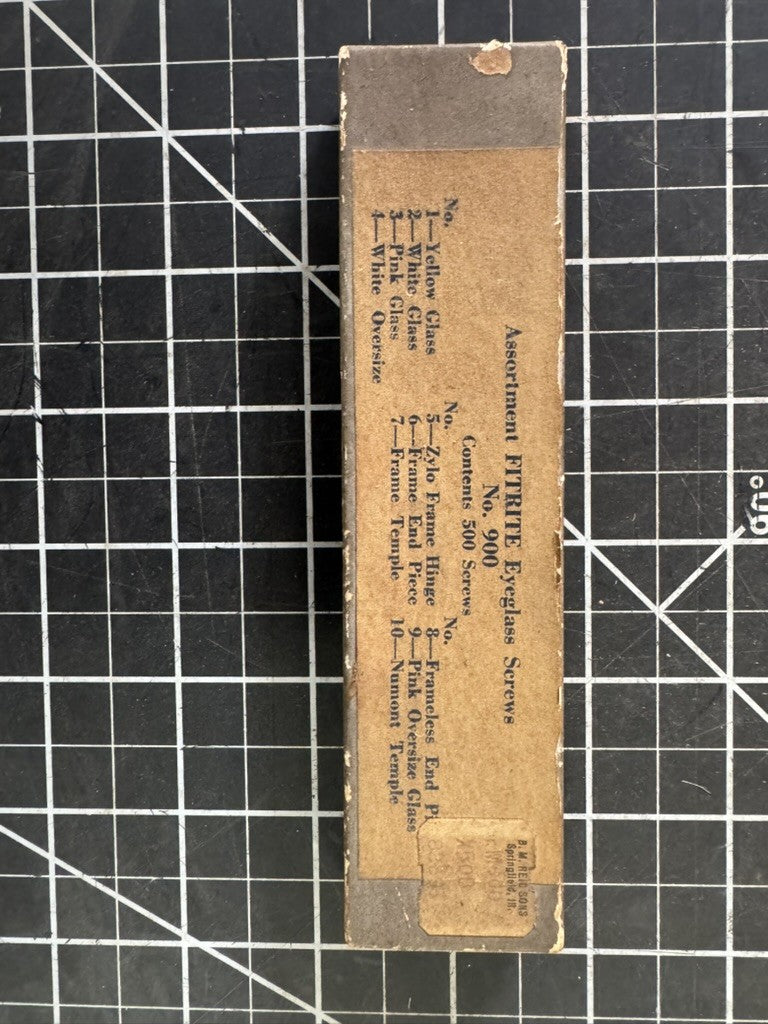 Assortment FITRITE Eyeglass Screws
No. 900
Contents 500 Screws
No.
1—Yellow Glass
2—White Glass
3—Pink Glass
4—White Oversize
No.
5—Zylo Frame Hinge
6—Frame End Piece
7—Frame Temple
No.
8—Frameless End
9—Pink Oversize Glass
10—Numont Temple
B. M. REID SONS
Springfield, Ill.
60